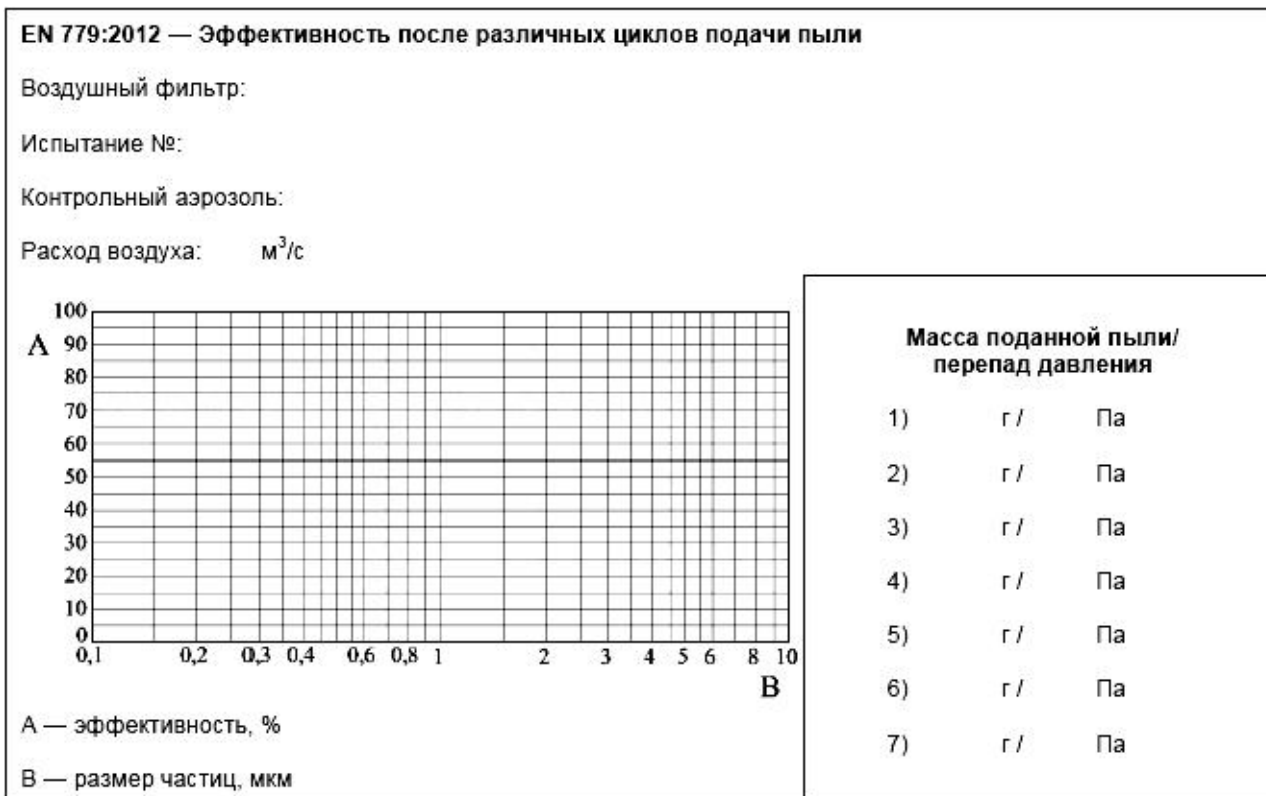 EN 779:2012 — Эффективность после различных циклов подачи пыли
Воздушный фильтр:
Испытание №:
Контрольный аэрозоль:
Расход воздуха: м³/с
100
A 90
80
70
60
50
40
30
20
10
0
0,1 0,2 0,3 0,4 0,6 0,8 1 2 3 4 5 6 8 10
B
A — эффективность, %
B — размер частиц, мкм
Масса поданной пыли/
перепад давления
1) г / Па
2) г / Па
3) г / Па
4) г / Па
5) г / Па
6) г / Па
7) г / Па